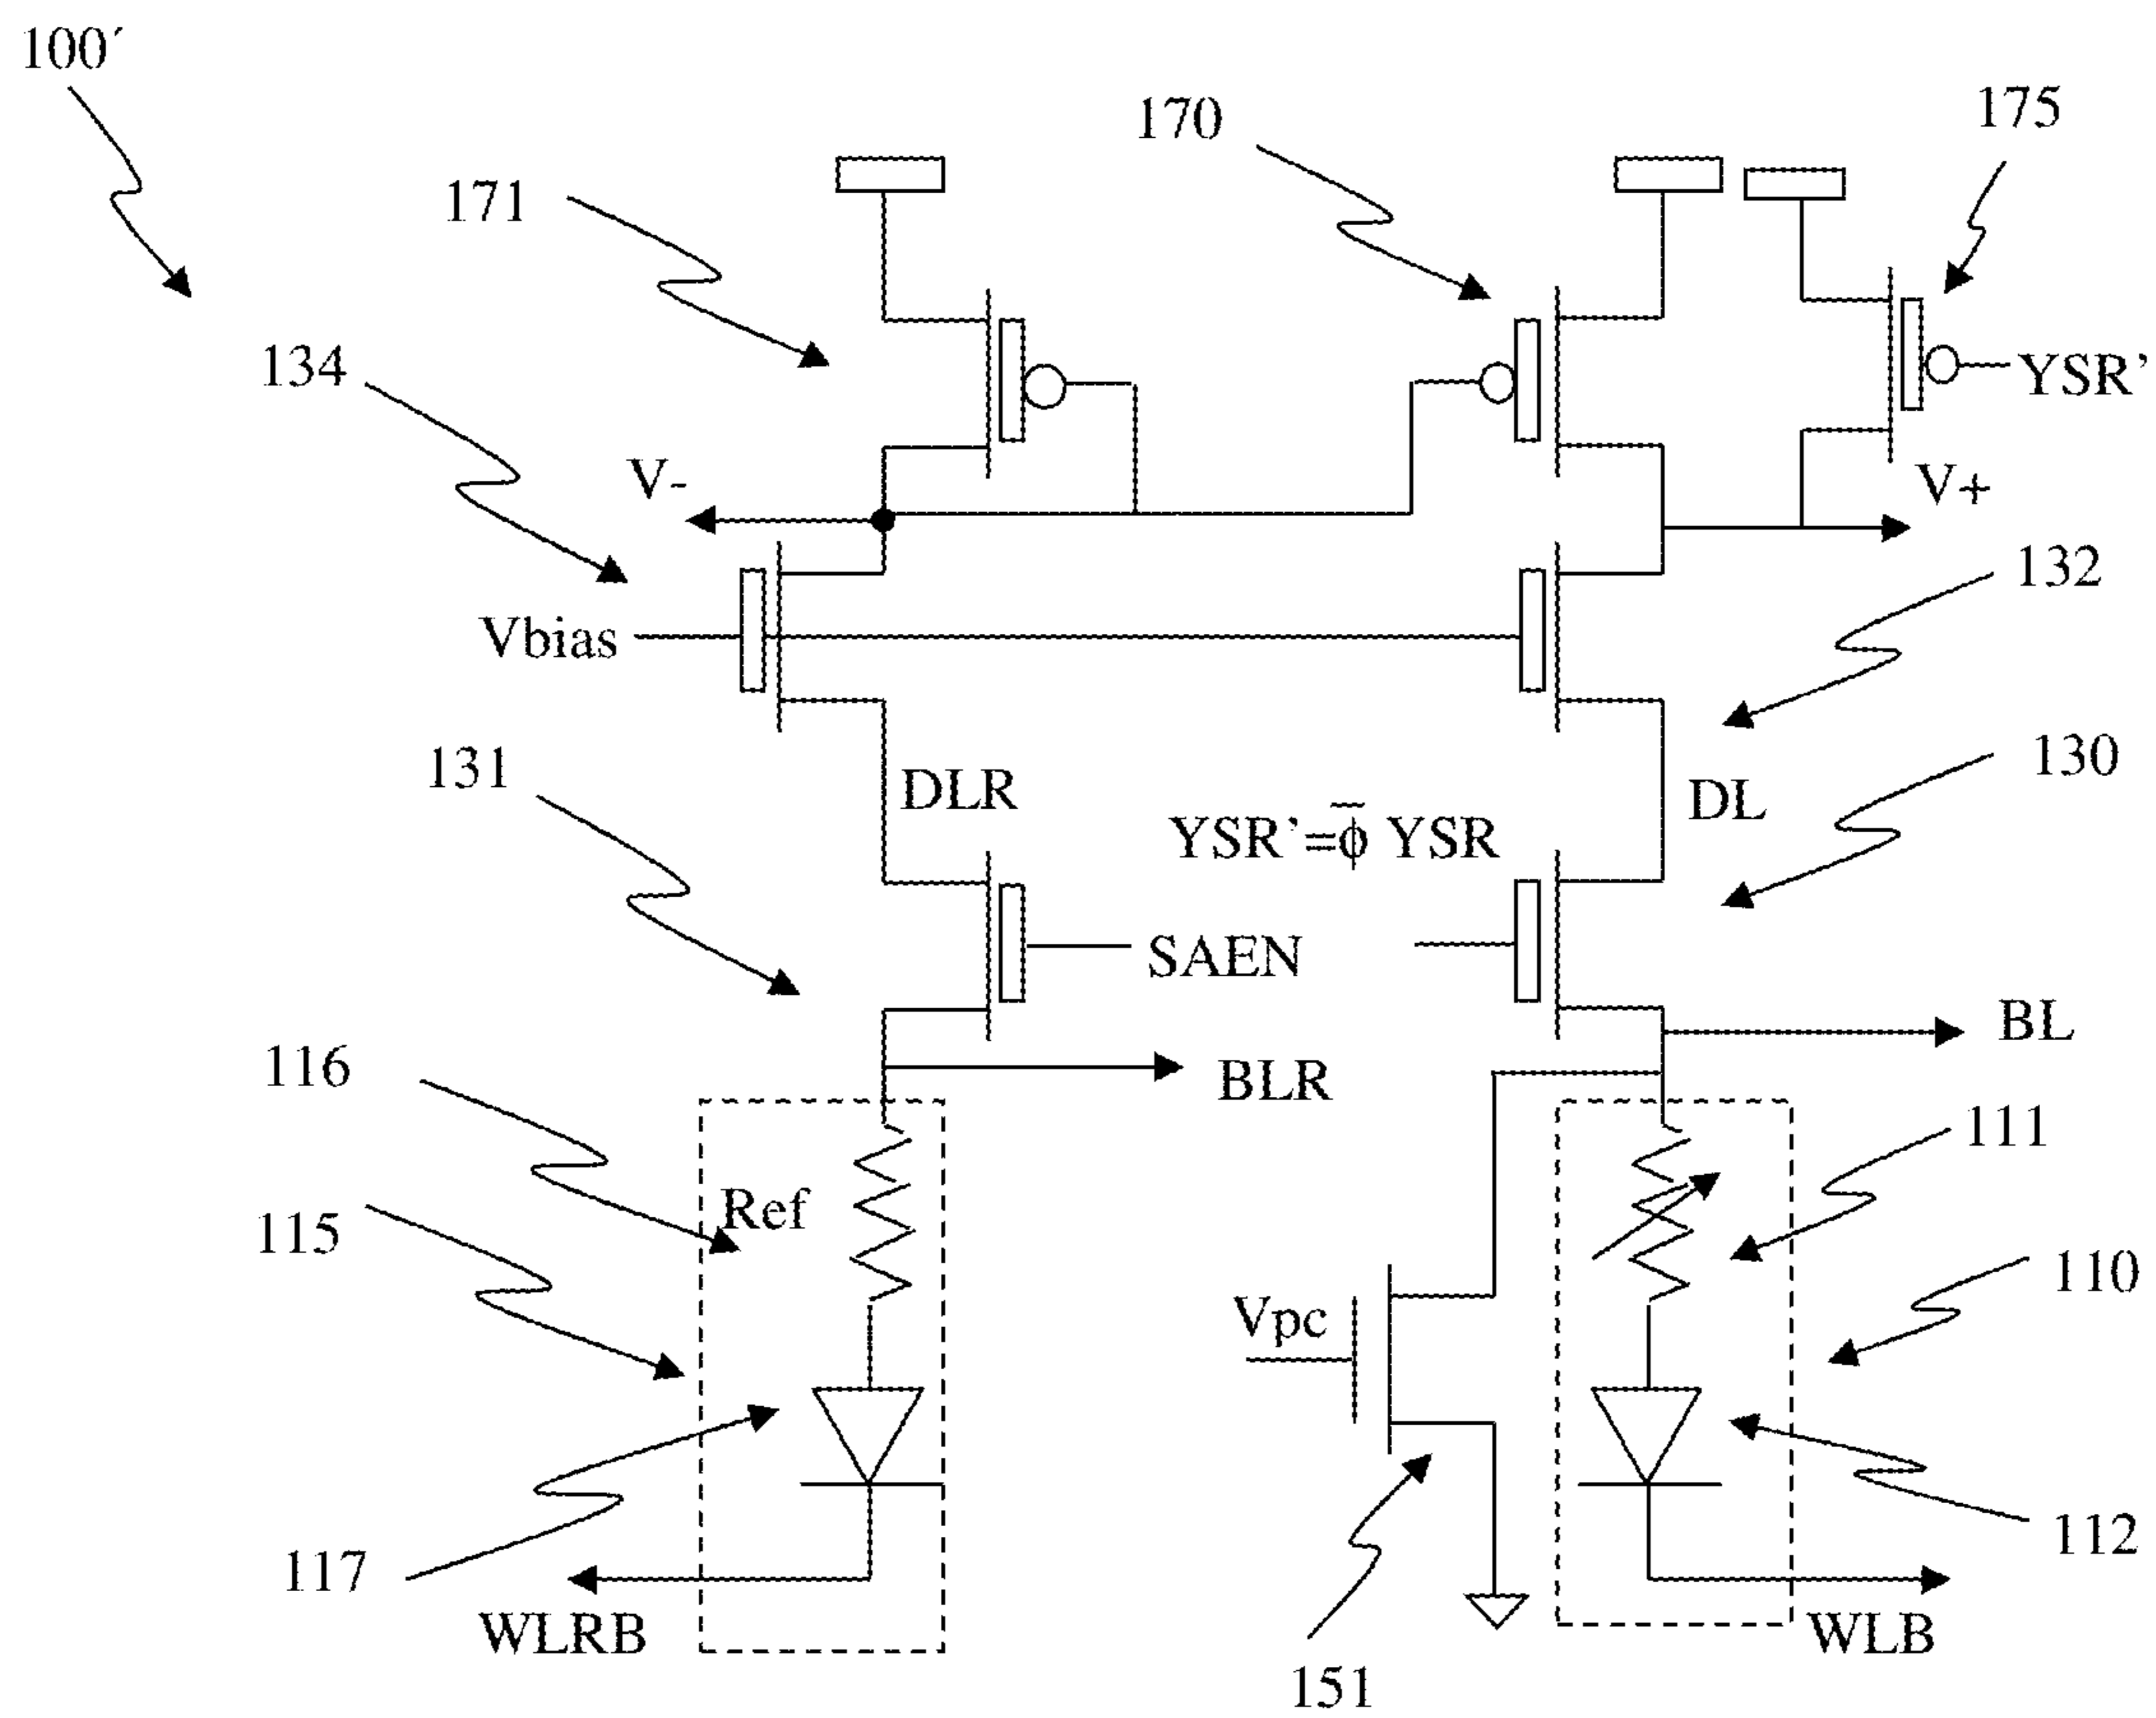 100´
170
175
171
134
YSR’
V-
V+
132
Vbias
131
130
DLR
DL
YSR’=ϕ̅ YSR
SAEN
BL
BLR
116
111
Ref
115
110
Vpc
117
112
WLRB
WLB
151